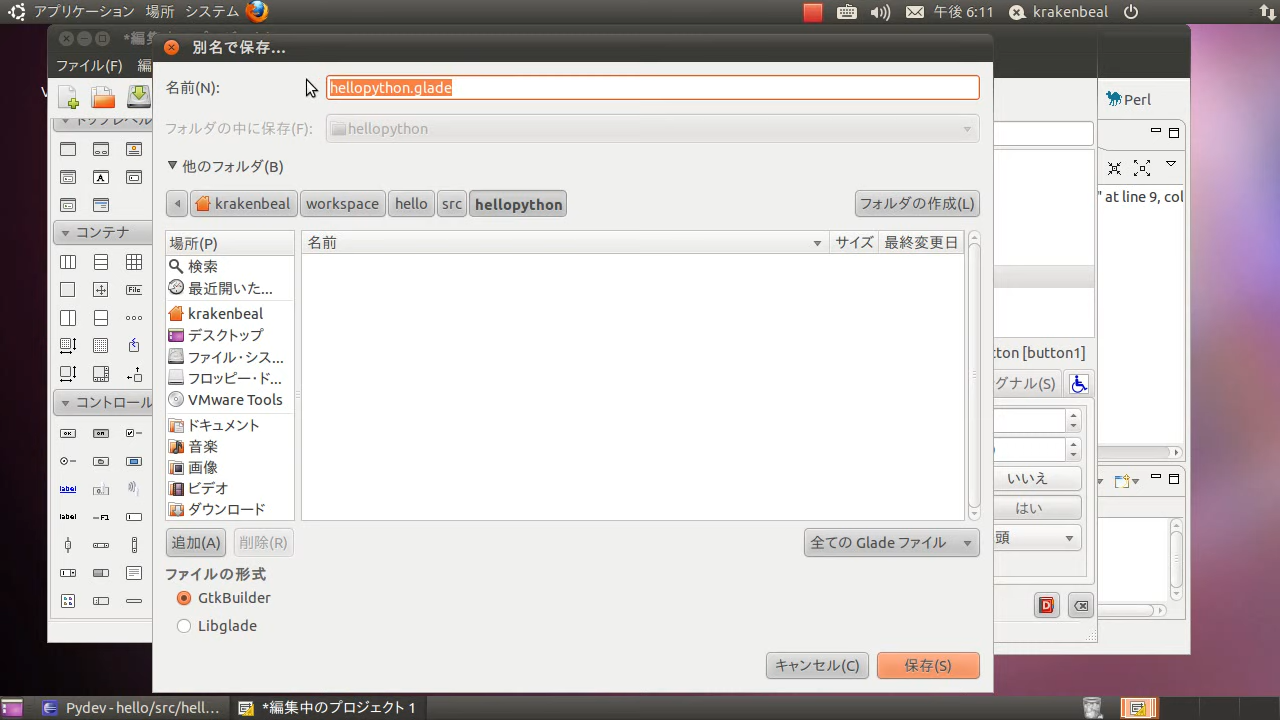 アプリケーション 場所 システム 午後 6:11 krakenbeal
別名で保存...
ファイル(F) 編
名前(N): hellopython.glade
Perl
フォルダの中に保存(F): hellopython
トップレベル
他のフォルダ(B)
krakenbeal workspace hello src hellopython フォルダの作成(L)
" at line 9, col
コンテナ
場所(P) 名前 サイズ 最終変更日
検索
最近開いた...
krakenbeal
デスクトップ
ファイル・シス...
フロッピー・ド...
VMware Tools
tton [button1]
グナル(S)
コントロール
ドキュメント
音楽
画像
ビデオ
ダウンロード
いいえ
はい
頭
追加(A) 削除(R) 全ての Glade ファイル
ファイルの形式
GtkBuilder
Libglade
キャンセル(C) 保存(S)
Pydev - hello/src/hell... *編集中のプロジェクト 1